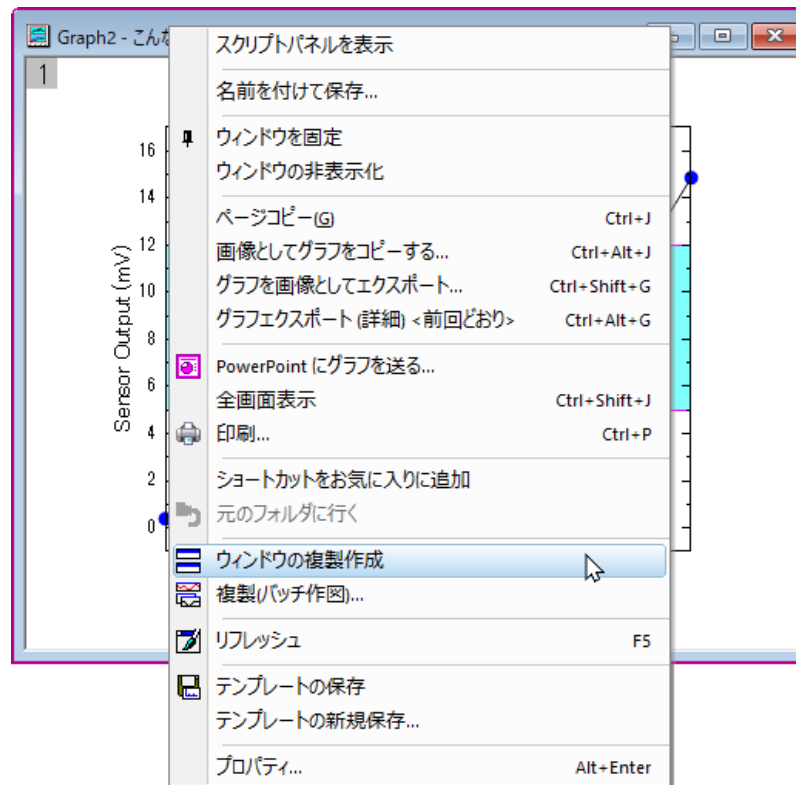 Graph2 - こんな
1
スクリプトパネルを表示
名前を付けて保存...
ウィンドウを固定
ウィンドウの非表示化
ページコピー(G) Ctrl+J
画像としてグラフをコピーする... Ctrl+Alt+J
グラフを画像としてエクスポート... Ctrl+Shift+G
グラフエクスポート (詳細) <前回どおり> Ctrl+Alt+G
PowerPoint にグラフを送る...
全画面表示 Ctrl+Shift+J
印刷... Ctrl+P
ショートカットをお気に入りに追加
元のフォルダに行く
ウィンドウの複製作成
複製(バッチ作図)...
リフレッシュ F5
テンプレートの保存
テンプレートの新規保存...
プロパティ... Alt+Enter
Sensor Output (mV)
16
14
12
10
8
6
4
2
0